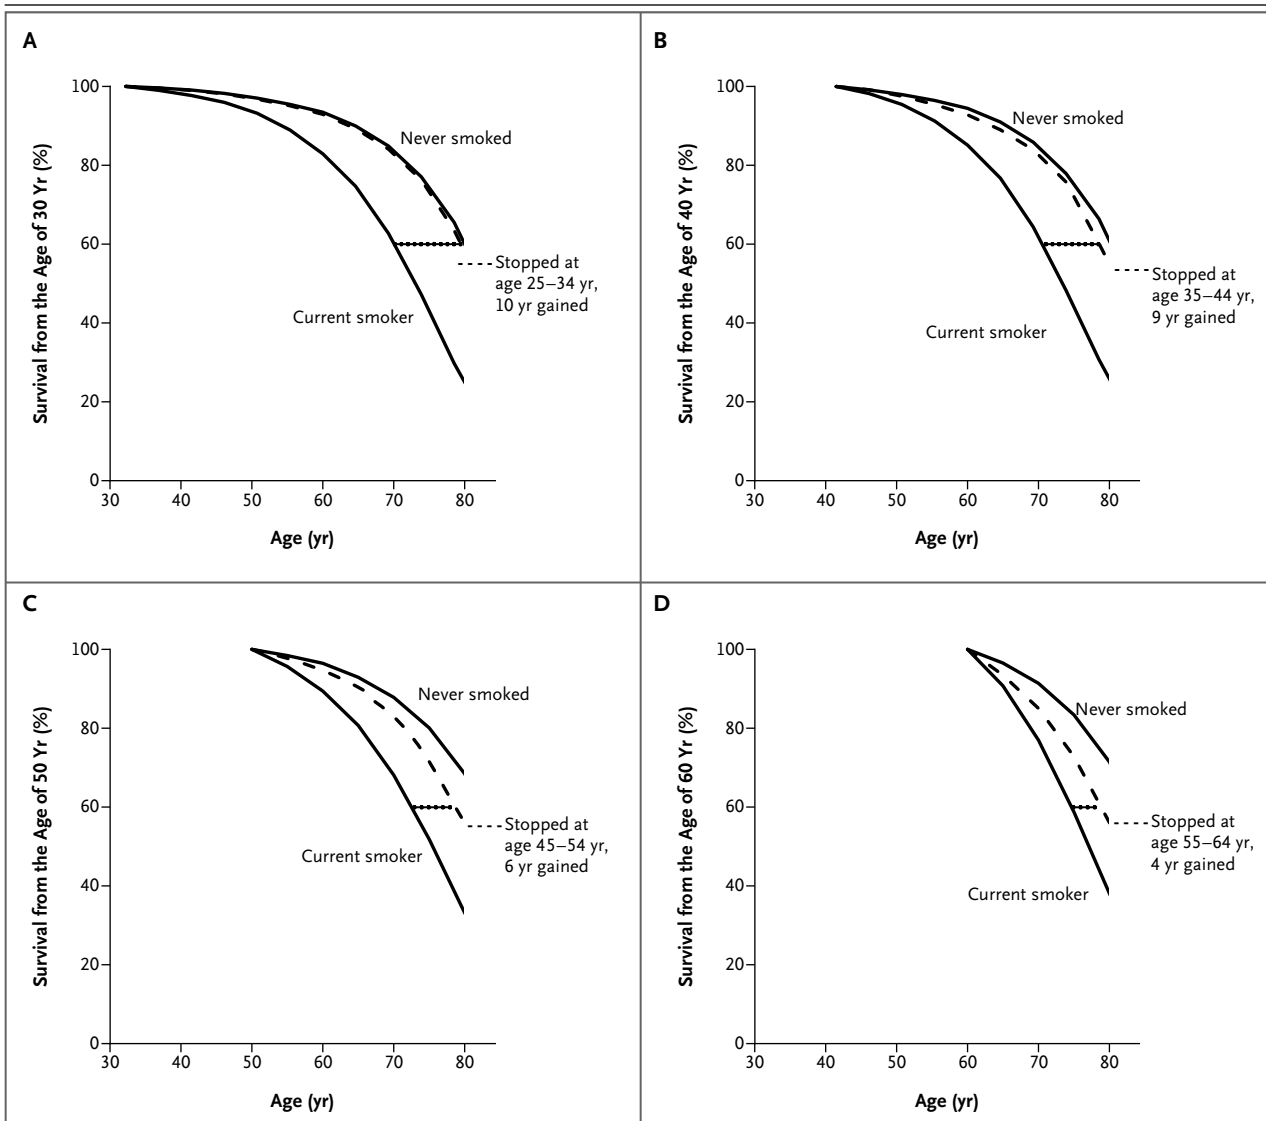 A
Survival from the Age of 30 Yr (%)
100
80
60
40
20
0
30 40 50 60 70 80
Age (yr)
Never smoked
Stopped at
age 25–34 yr,
10 yr gained
Current smoker
B
Survival from the Age of 40 Yr (%)
100
80
60
40
20
0
30 40 50 60 70 80
Age (yr)
Never smoked
Stopped at
age 35–44 yr,
9 yr gained
Current smoker
C
Survival from the Age of 50 Yr (%)
100
80
60
40
20
0
30 40 50 60 70 80
Age (yr)
Never smoked
Stopped at
age 45–54 yr,
6 yr gained
Current smoker
D
Survival from the Age of 60 Yr (%)
100
80
60
40
20
0
30 40 50 60 70 80
Age (yr)
Never smoked
Stopped at
age 55–64 yr,
4 yr gained
Current smoker